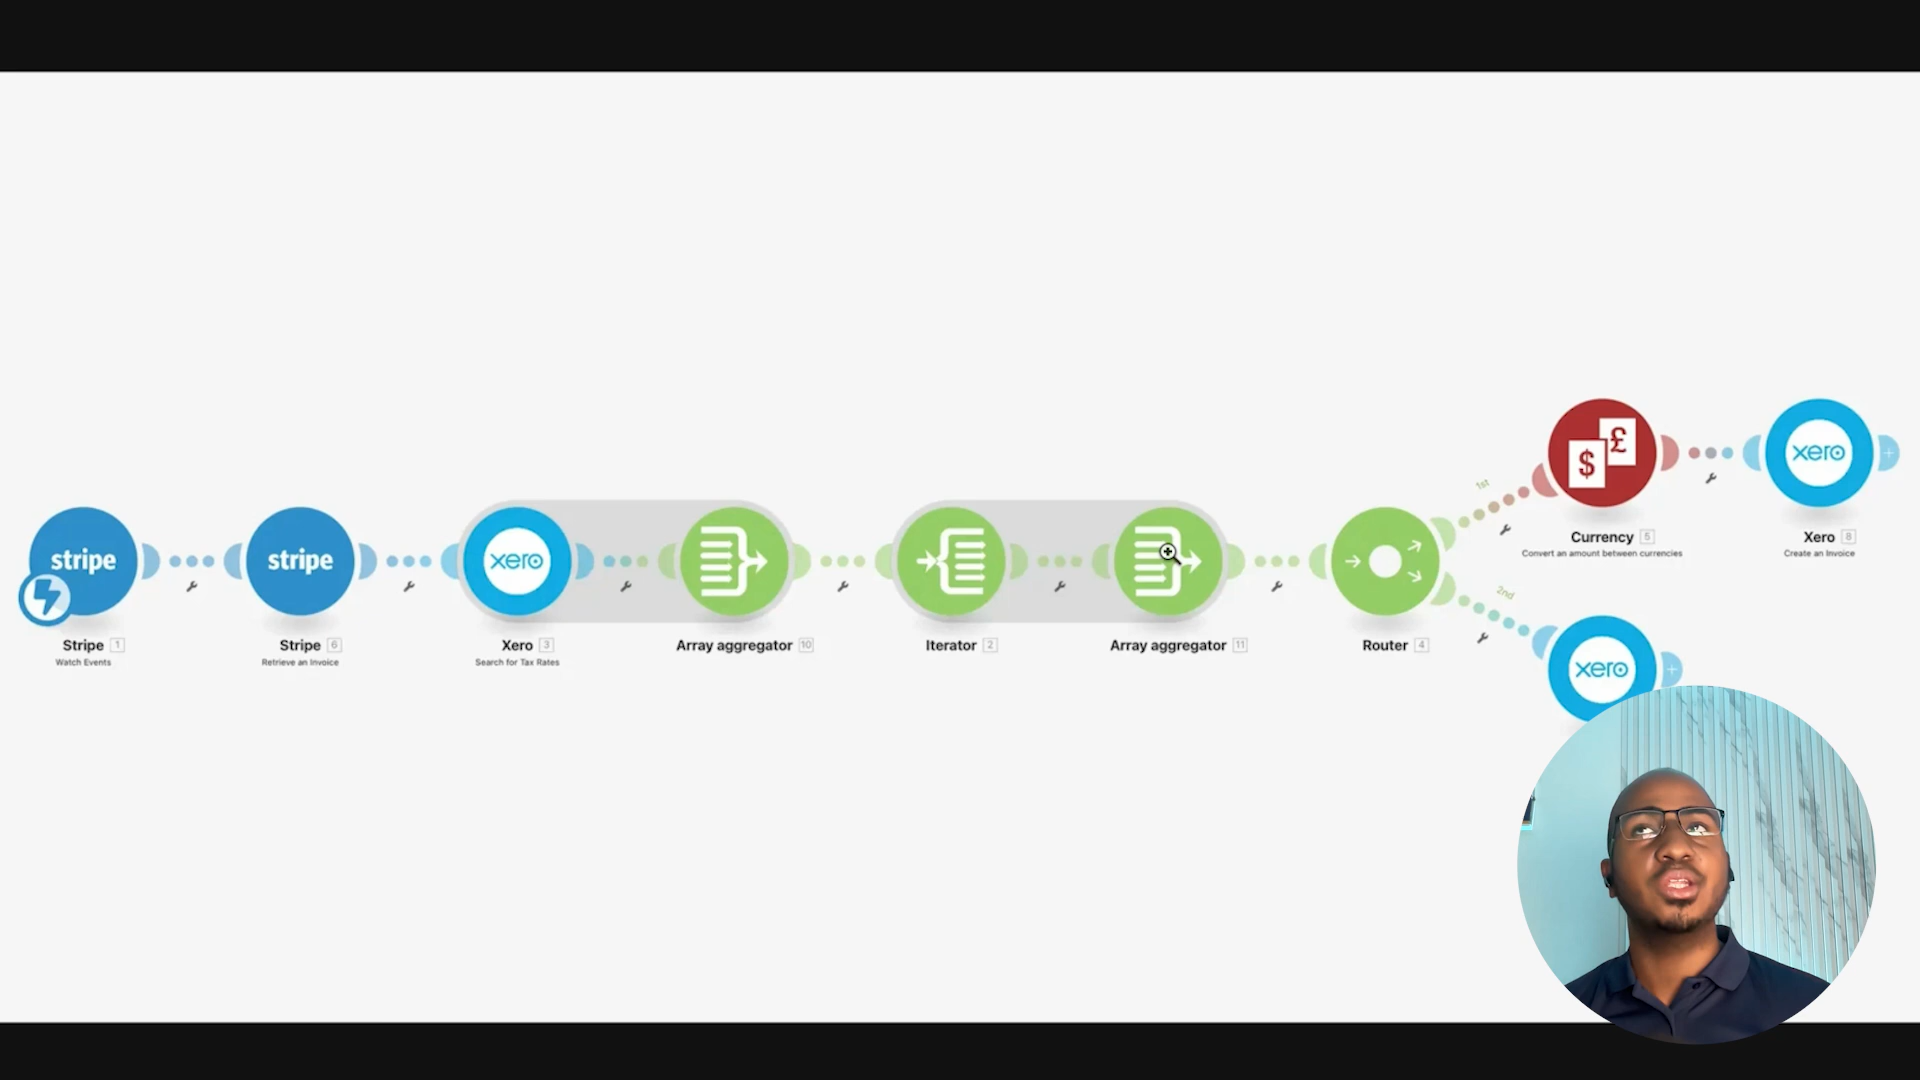 stripe
Stripe 1
Watch Events
stripe
Stripe 6
Retrieve an Invoice
xero
Xero 3
Search for Tax Rates
Array aggregator 10
Iterator 2
Array aggregator 11
Router 4
1st
2nd
$ £
Currency 5
Convert an amount between currencies
xero
Xero 8
Create an Invoice
xero